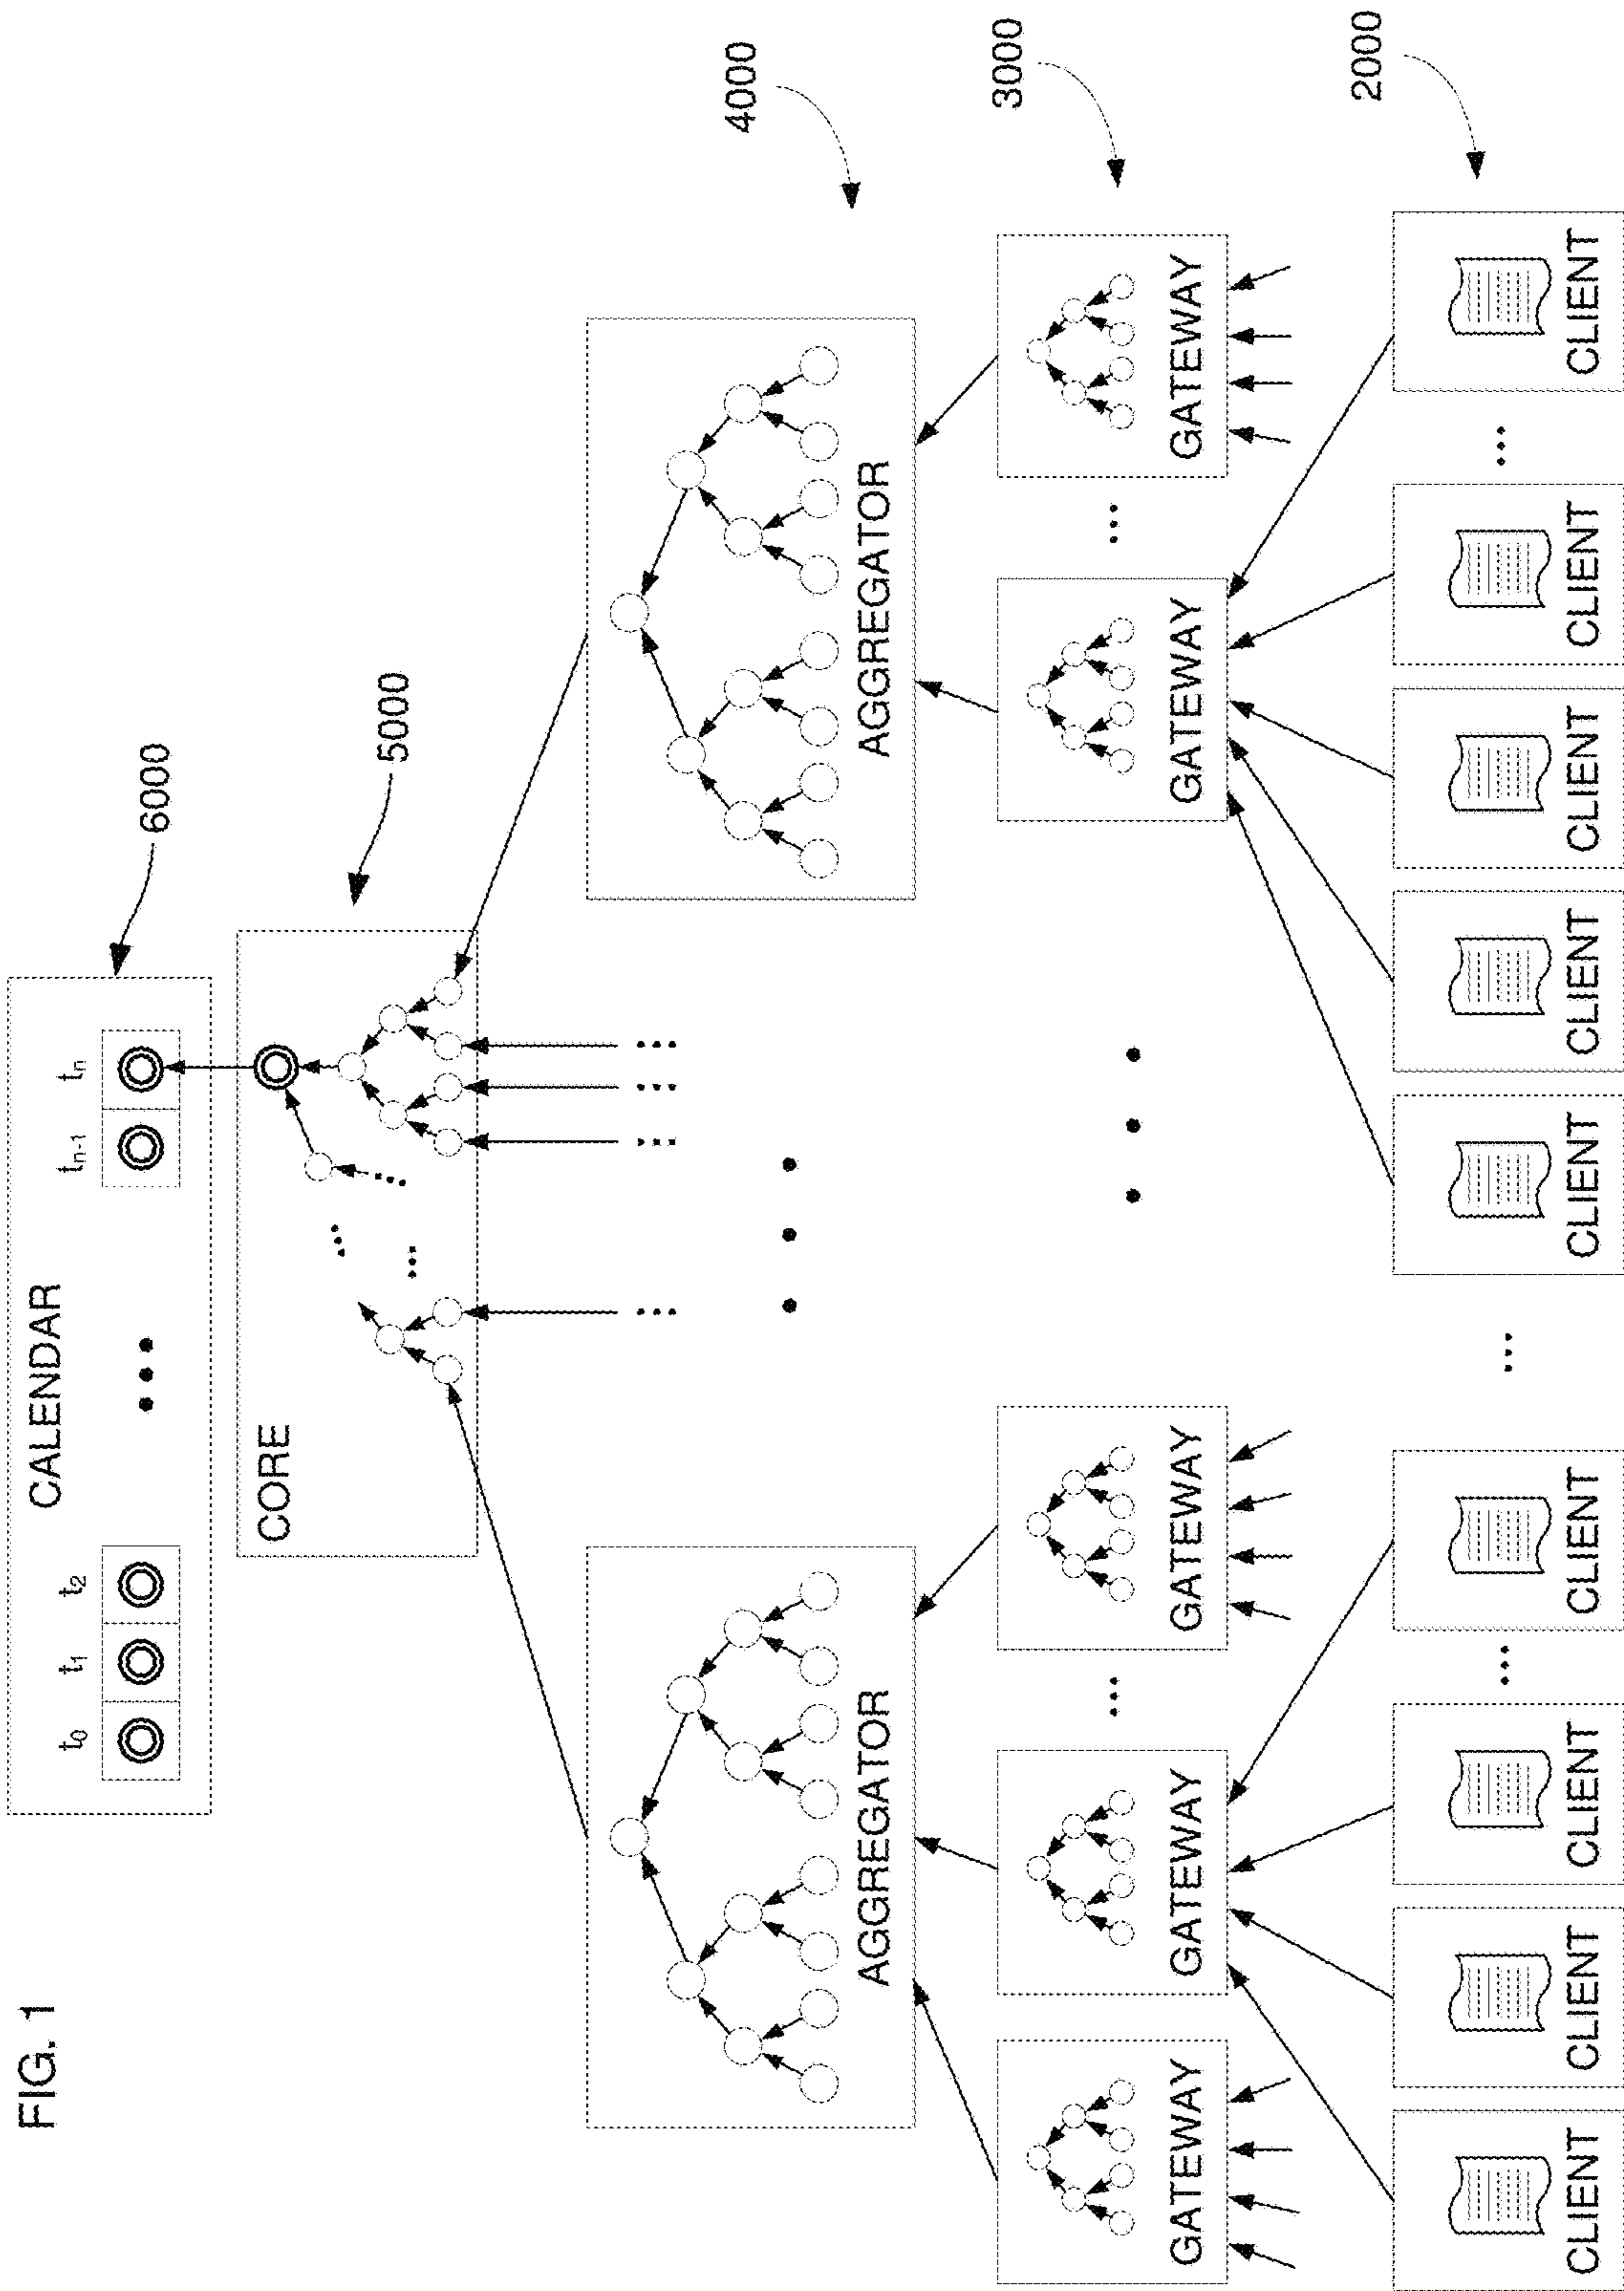 FIG. 1
CALENDAR
t₀ t₁ t₂ tₙ₋₁ tₙ
6000
CORE
5000
4000
AGGREGATOR AGGREGATOR
3000
GATEWAY GATEWAY GATEWAY GATEWAY GATEWAY
2000
CLIENT CLIENT CLIENT CLIENT CLIENT CLIENT CLIENT CLIENT CLIENT